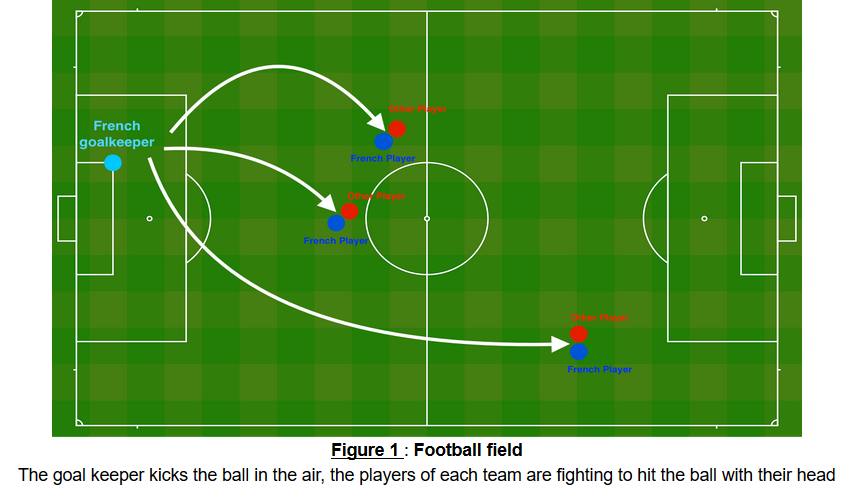 Other Player
French
goalkeeper
French Player
Other Player
French Player
Other Player
French Player
Figure 1 : Football field
The goal keeper kicks the ball in the air, the players of each team are fighting to hit the ball with their head